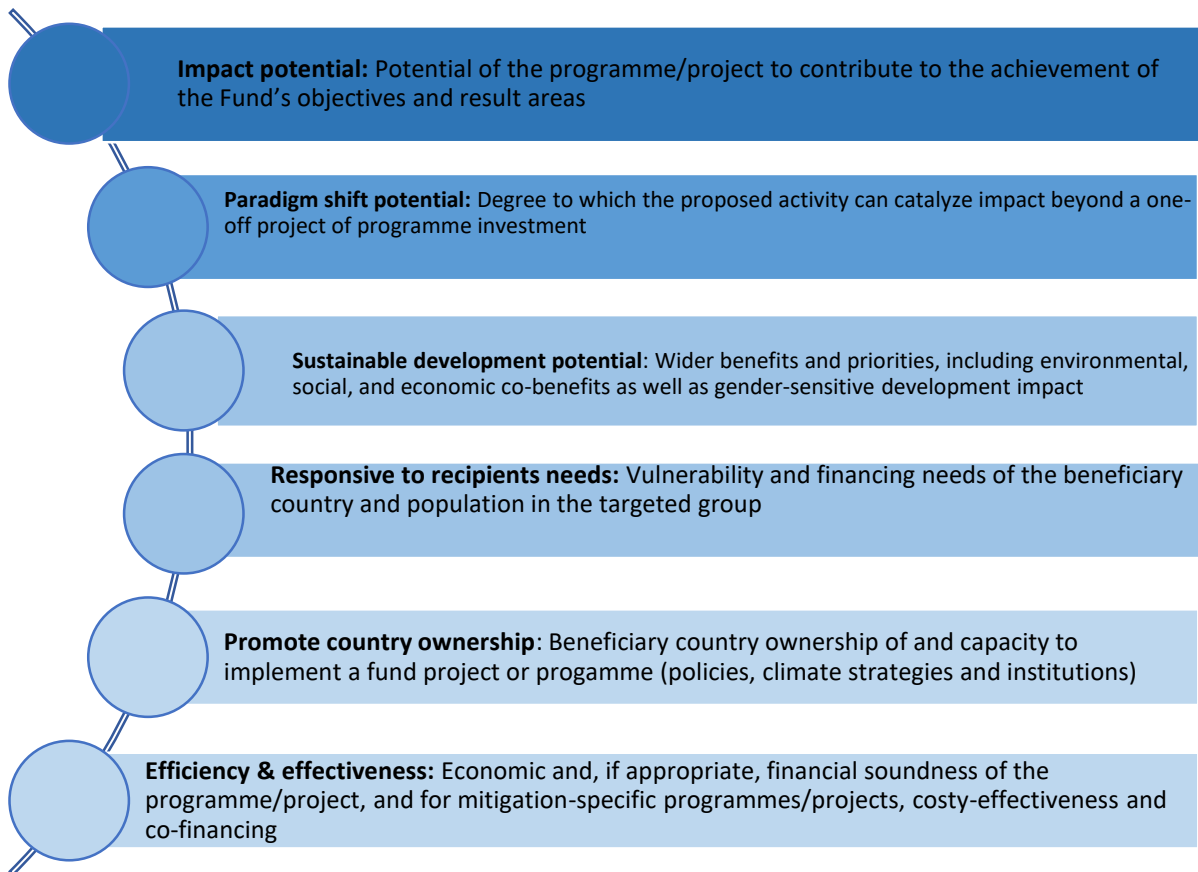 Impact potential: Potential of the programme/project to contribute to the achievement of
the Fund's objectives and result areas
Paradigm shift potential: Degree to which the proposed activity can catalyze impact beyond a one-
off project of programme investment
Sustainable development potential: Wider benefits and priorities, including environmental,
social, and economic co-benefits as well as gender-sensitive development impact
Responsive to recipients needs: Vulnerability and financing needs of the beneficiary
country and population in the targeted group
Promote country ownership: Beneficiary country ownership of and capacity to
implement a fund project or progamme (policies, climate strategies and institutions)
Efficiency & effectiveness: Economic and, if appropriate, financial soundness of the
programme/project, and for mitigation-specific programmes/projects, costy-effectiveness and
co-financing